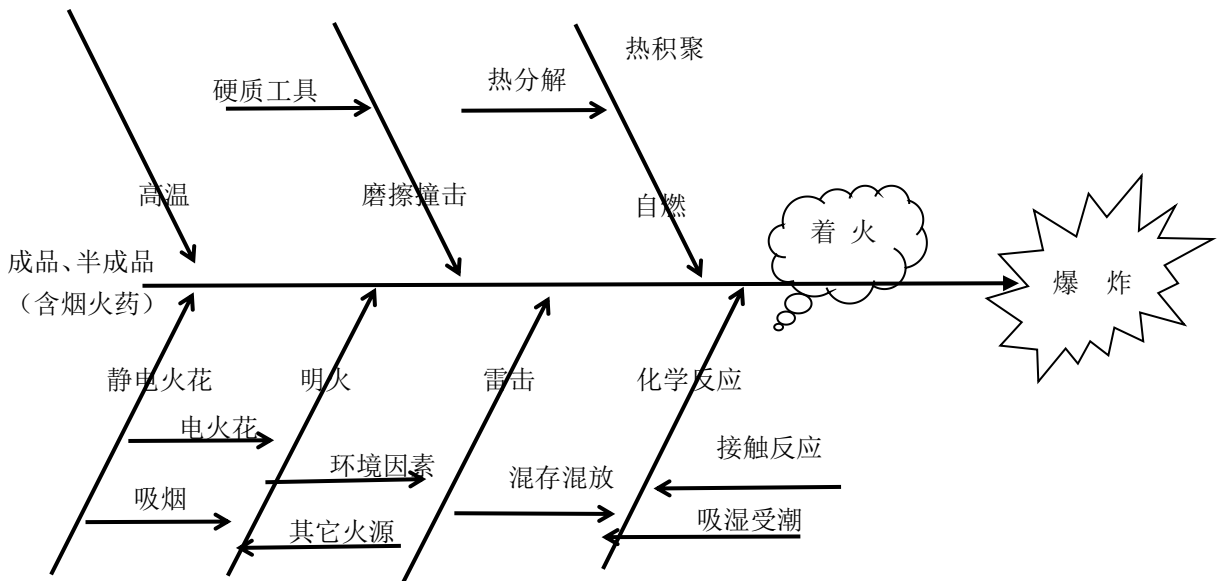 热积聚
热分解
硬质工具
高温
磨擦撞击
自燃
着 火
成品、半成品
（含烟火药）
爆 炸
静电火花
明火
雷击
化学反应
电火花
接触反应
环境因素
混存混放
吸烟
吸湿受潮
其它火源